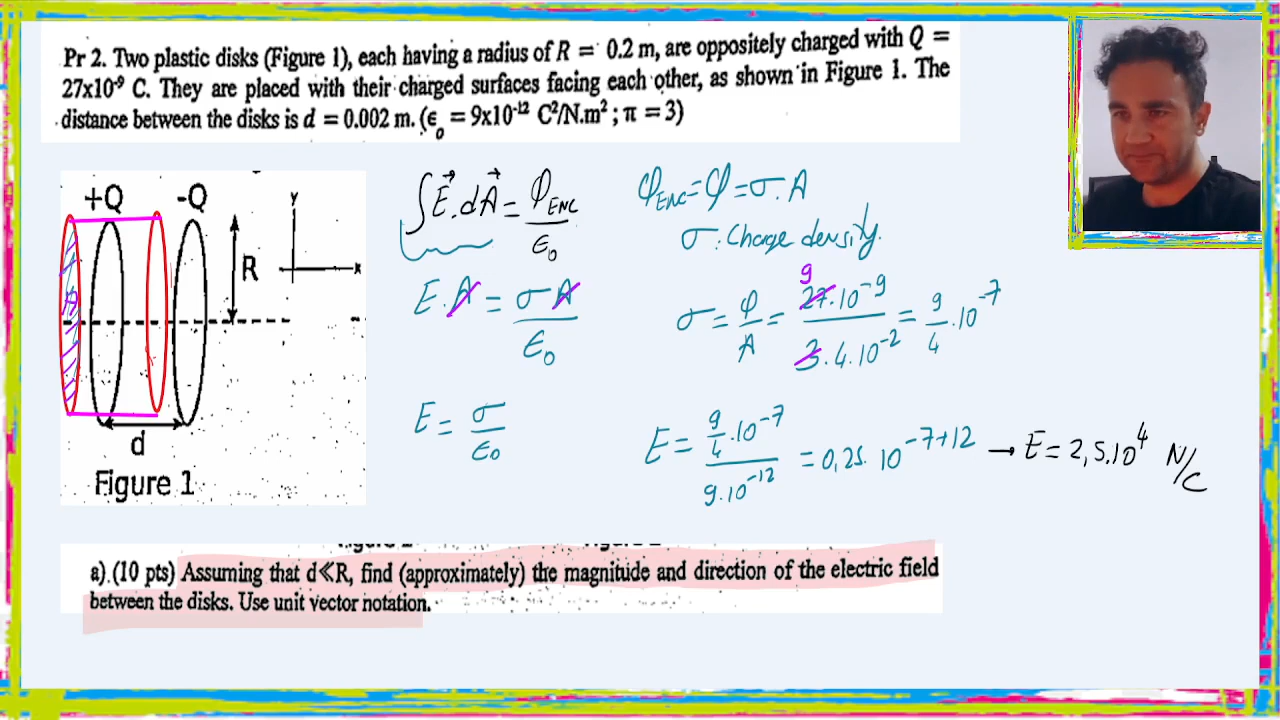 Pr 2. Two plastic disks (Figure 1), each having a radius of R = 0.2 m, are oppositely charged with Q =
27x10⁻⁹ C. They are placed with their charged surfaces facing each other, as shown in Figure 1. The
distance between the disks is d = 0.002 m. (ϵ₀ = 9x10⁻¹² C²/N.m² ; π = 3)
+Q -Q
Y
R
x
A
d
Figure 1
∫E⃗.dA⃗ = φ_ENC / ϵ₀
E.A = σA / ϵ₀
E = σ / ϵ₀
φ_ENC = φ = σ.A
σ: Charge density.
σ = φ / A = 9 27.10⁻⁹ / 3.4.10⁻² = 9/4 .10⁻⁷
E = 9/4 .10⁻⁷ / 9.10⁻¹² = 0,25. 10⁻⁷⁺¹² → E = 2,5.10⁴ N/C
a).(10 pts) Assuming that d≪R, find (approximately) the magnitude and direction of the electric field
between the disks. Use unit vector notation.